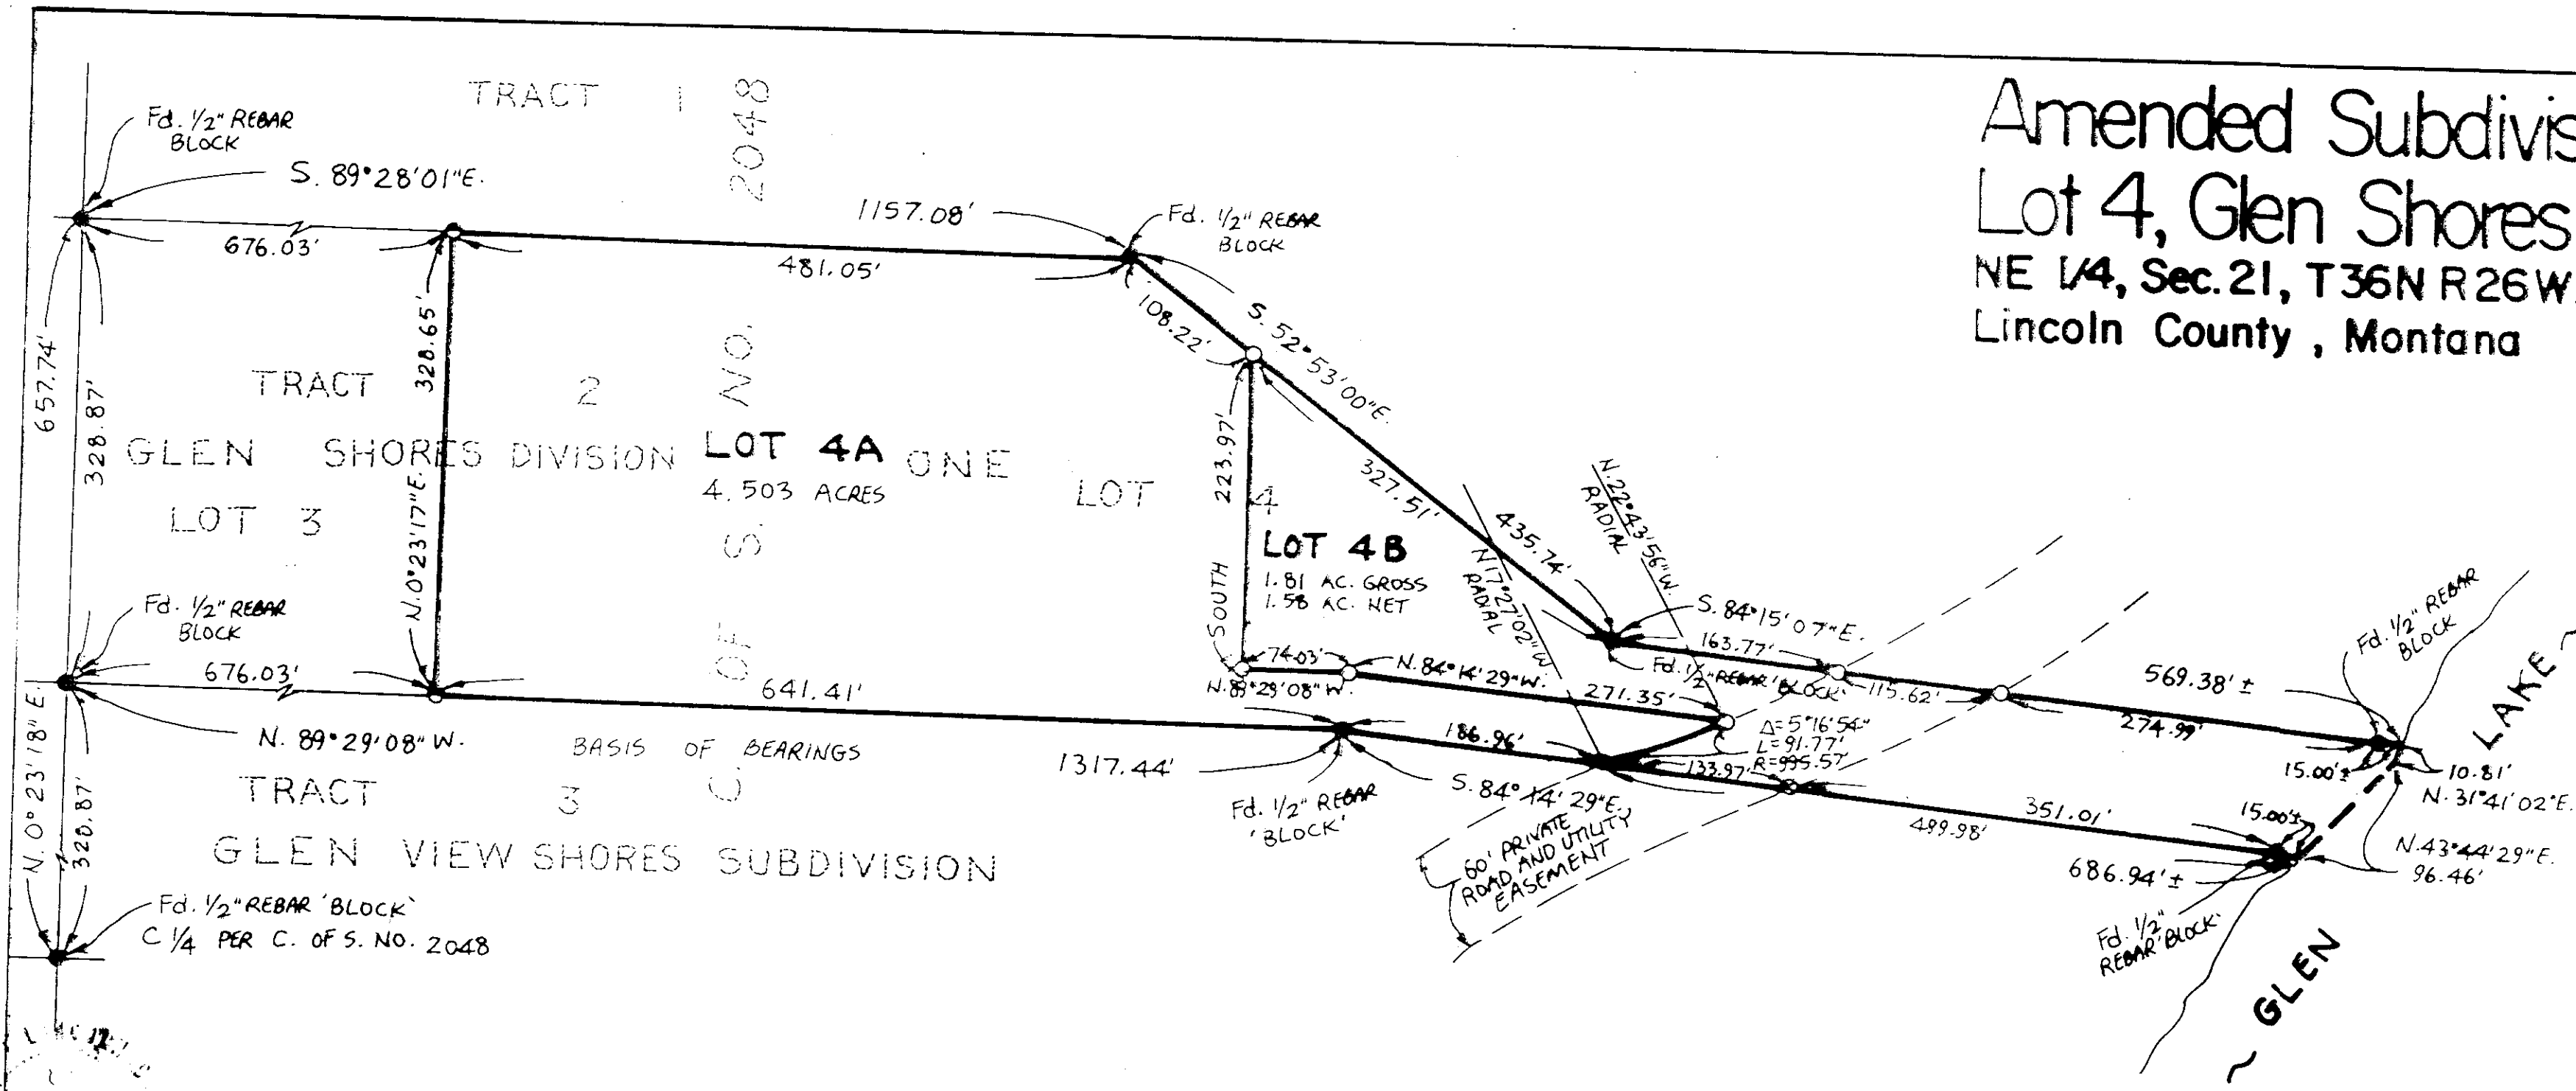 Amended Subdivis
Lot 4, Glen Shores
NE 1/4, Sec. 21, T36N R26W
Lincoln County, Montana
TRACT 1
2048
Fd. 1/2" REBAR
BLOCK
S. 89°28'01"E.
676.03'
1157.08'
481.05'
Fd. 1/2" REBAR
BLOCK
657.74'
328.87'
328.65'
N.0°23'17"E.
108.22'
S. 52°53'00"E.
327.51'
435.74'
TRACT 2
NO.
GLEN SHORES DIVISION ONE
LOT 4A
4.503 ACRES
LOT 3
LOT 4
C. OF S.
223.97'
SOUTH
LOT 4B
1.81 AC. GROSS
1.58 AC. NET
N.22°43'56"W.
RADIAL
N17°27'02"W
RADIAL
Fd. 1/2" REBAR
BLOCK
676.03'
N. 89°29'08"W.
641.41'
BASIS OF BEARINGS
1317.44'
74.03'
N.89°29'08"W.
N.84°14'29"W.
271.35'
S.84°15'07"E.
163.77'
Fd. 1/2" REBAR 'BLOCK'
115.62'
569.38'±
274.99'
Fd. 1/2" REBAR
BLOCK
Δ=5°16'54"
L=91.77'
R=995.57'
186.96'
133.97'
S.84°14'29"E.
Fd. 1/2" REBAR
'BLOCK'
351.01'
499.98'
15.00'±
10.81'
N.31°41'02"E.
15.00'±
N.43°44'29"E.
96.46'
686.94'±
Fd. 1/2"
REBAR 'BLOCK'
60' PRIVATE
ROAD AND UTILITY
EASEMENT
~ GLEN
LAKE ~
N.0°23'18"E.
328.87'
TRACT 3
GLEN VIEW SHORES SUBDIVISION
Fd. 1/2" REBAR 'BLOCK'
C 1/4 PER C. OF S. NO. 2048